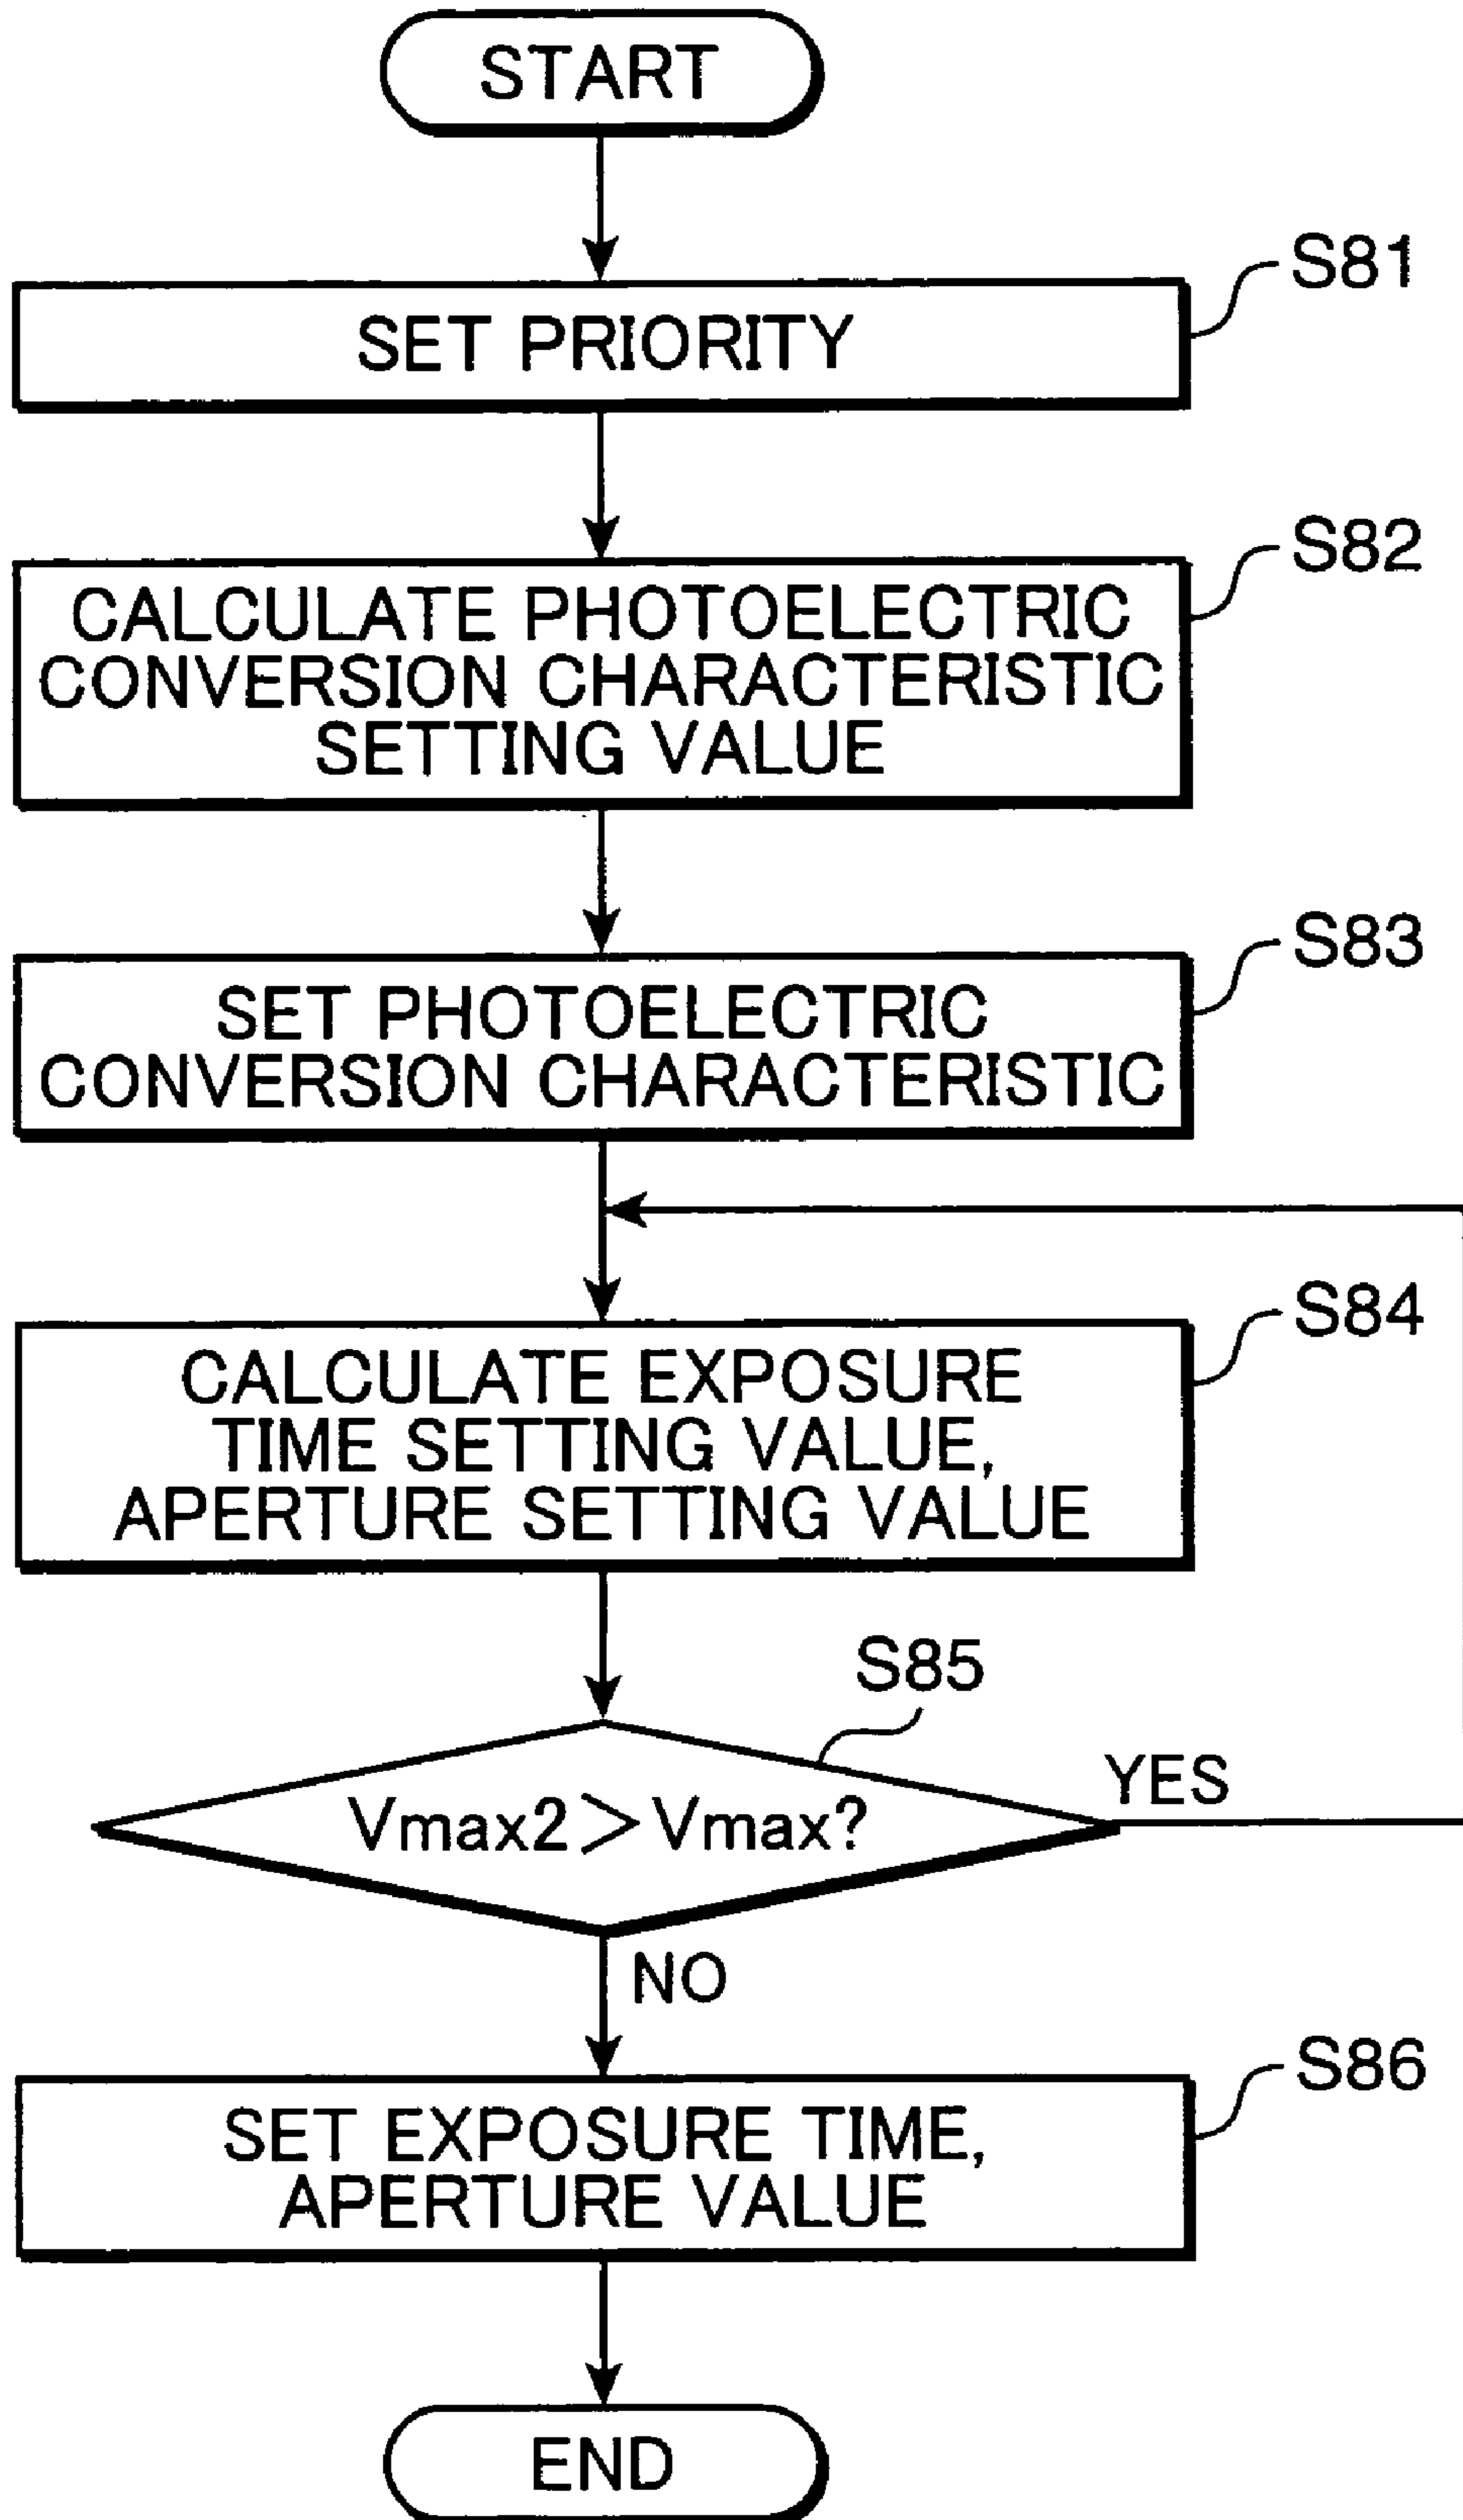 START
S81
SET PRIORITY
S82
CALCULATE PHOTOELECTRIC
CONVERSION CHARACTERISTIC
SETTING VALUE
S83
SET PHOTOELECTRIC
CONVERSION CHARACTERISTIC
S84
CALCULATE EXPOSURE
TIME SETTING VALUE,
APERTURE SETTING VALUE
S85
YES
Vmax2>Vmax?
NO
S86
SET EXPOSURE TIME,
APERTURE VALUE
END